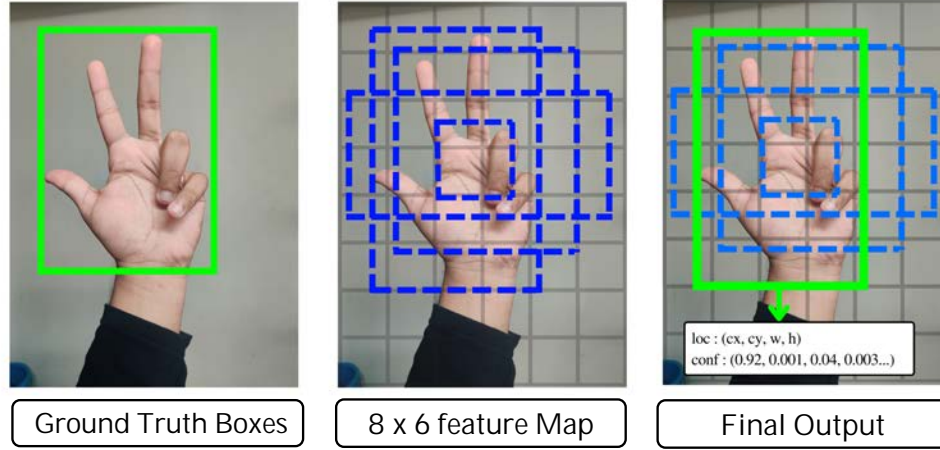 loc : (cx, cy, w, h)
conf : (0.92, 0.001, 0.04, 0.003...)
Ground Truth Boxes
8 x 6 feature Map
Final Output